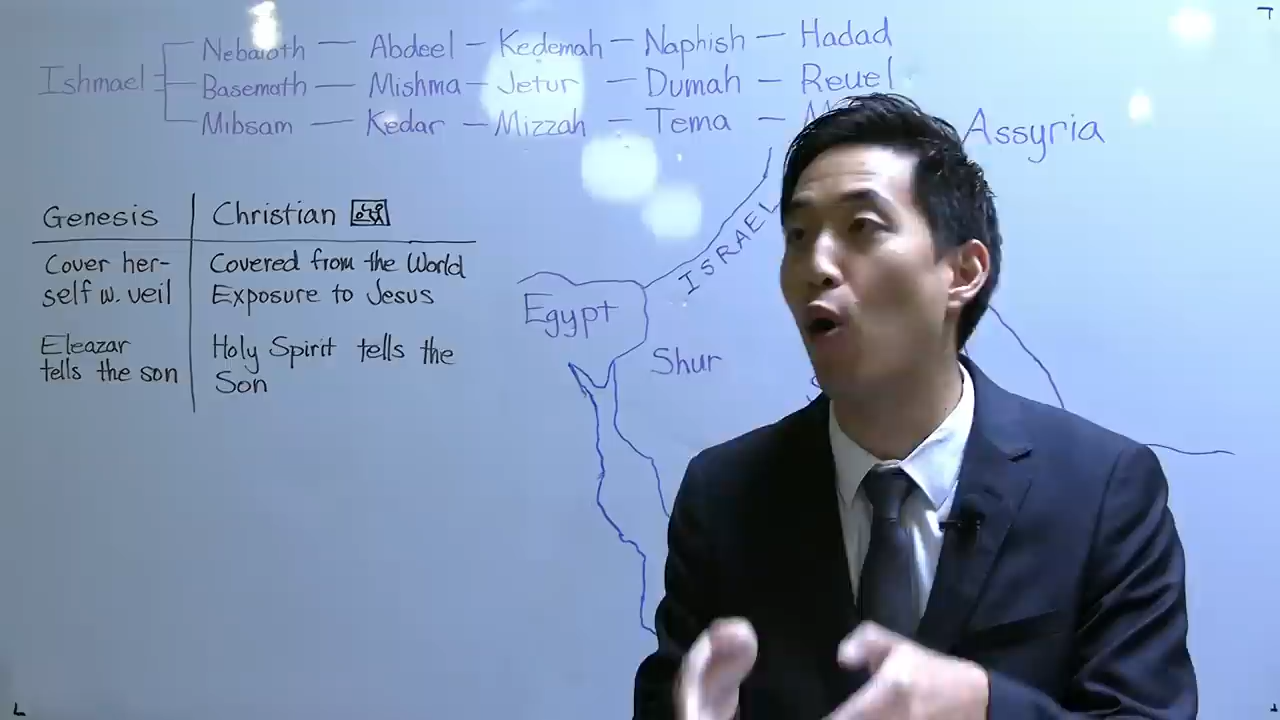 Nebaioth — Abdeel — Kedemah — Naphish — Hadad
Ishmael Basemath — Mishma — Jetur — Dumah — Reuel
Mibsam — Kedar — Mizzah — Tema —
Assyria
Genesis Christian
Cover her-
self w. veil
Covered from the World
Exposure to Jesus
Eleazar
tells the son
Holy Spirit tells the
Son
ISRAEL
Egypt
Shur